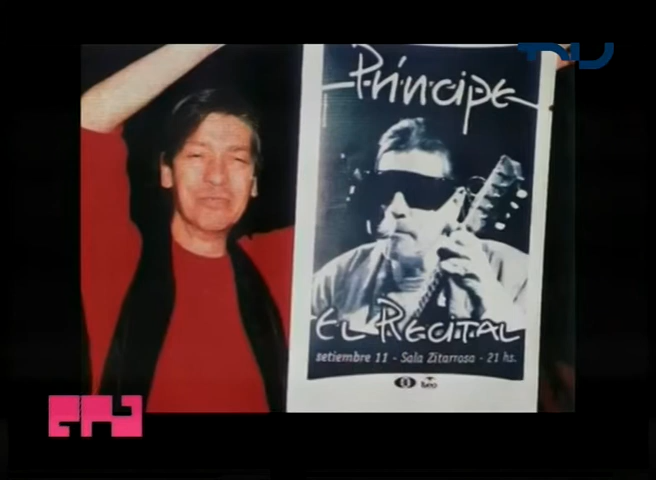 Príncipe
EL RECITAL
setiembre 11 - Sala Zitarrosa - 21 hs.